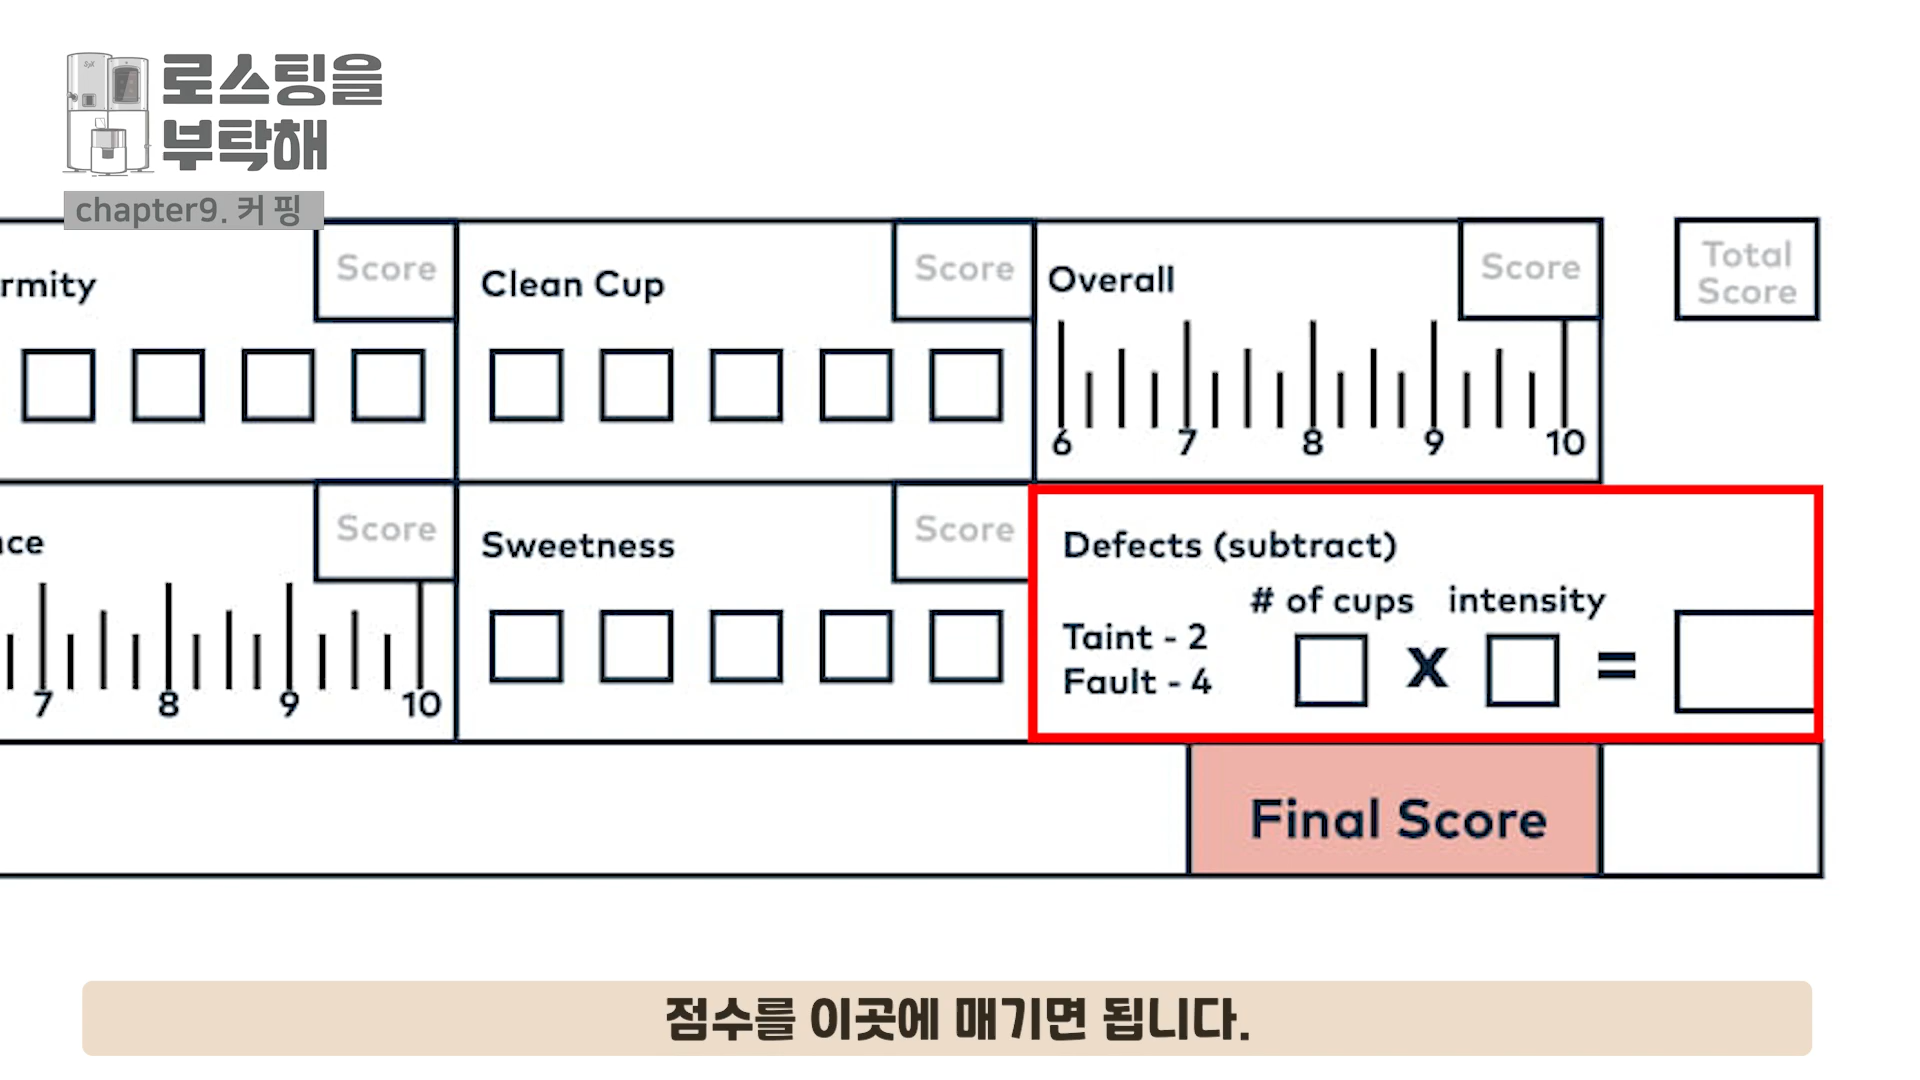 로스팅을
부탁해
chapter9. 커핑
rmity
Score
Clean Cup
Score
Overall
Score
Total
Score
6 7 8 9 10
nce
Score
7 8 9 10
Sweetness
Score
Defects (subtract)
# of cups intensity
Taint - 2
Fault - 4
x =
Final Score
점수를 이곳에 매기면 됩니다.